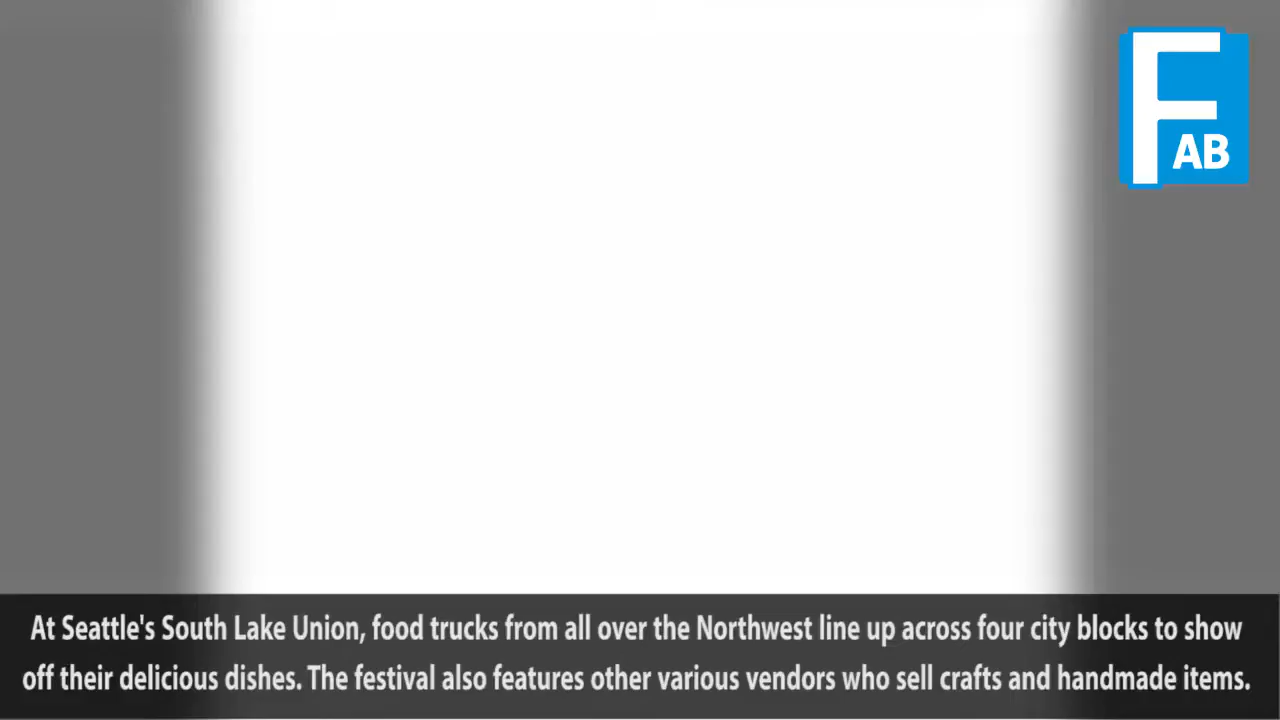 F
AB
At Seattle's South Lake Union, food trucks from all over the Northwest line up across four city blocks to show
off their delicious dishes. The festival also features other various vendors who sell crafts and handmade items.